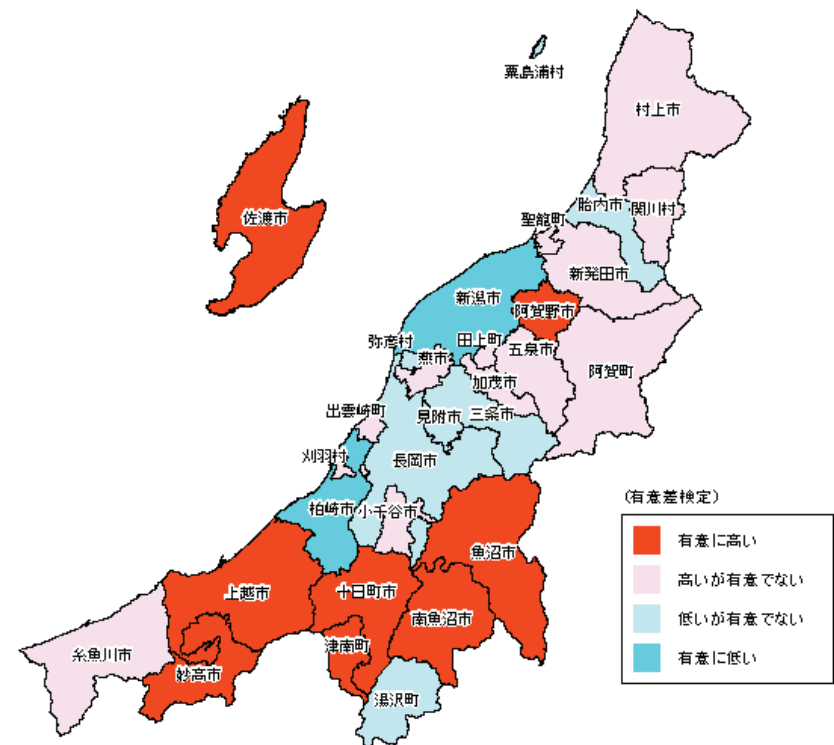 粟島浦村
村上市
佐渡市
胎内市
関川村
聖籠町
新発田市
新潟市
阿賀野市
弥彦村
田上町
五泉市
燕市
阿賀町
加茂市
出雲崎町
見附市
三条市
刈羽村
長岡市
柏崎市
小千谷市
魚沼市
上越市
十日町市
南魚沼市
津南町
糸魚川市
妙高市
湯沢町
(有意差検定)
有意に高い
高いが有意でない
低いが有意でない
有意に低い